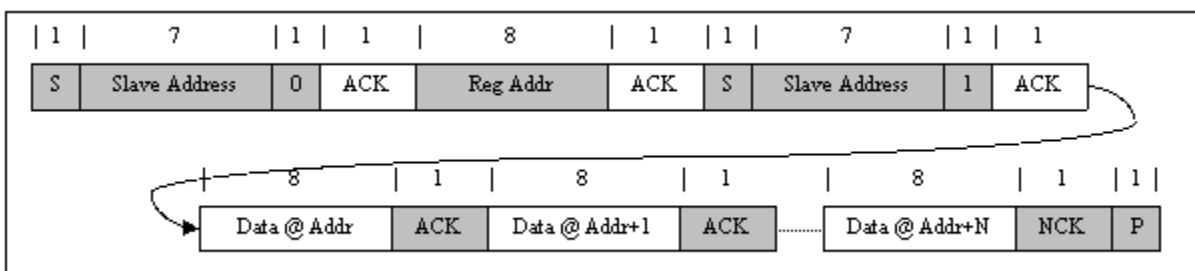 | 1 | 7 | 1 | 1 | 8 | 1 | 1 | 7 | 1 | 1
S Slave Address 0 ACK Reg Addr ACK S Slave Address 1 ACK
| 8 | 1 | 8 | 1 | 8 | 1 | 1 |
Data @ Addr ACK Data @ Addr+1 ACK .......... Data @ Addr+N NCK P